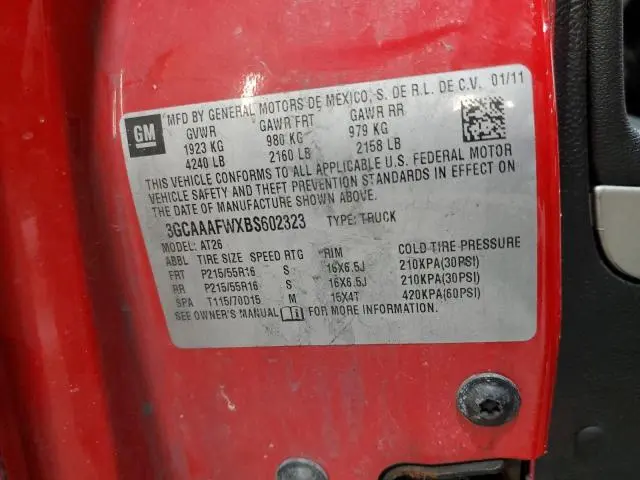 MFD BY GENERAL MOTORS DE MEXICO, S. DE R.L. DE C.V. 01/11
GM
GVWR GAWR FRT GAWR RR
1923 KG 980 KG 979 KG
4240 LB 2160 LB 2158 LB
THIS VEHICLE CONFORMS TO ALL APPLICABLE U.S. FEDERAL MOTOR
VEHICLE SAFETY AND THEFT PREVENTION STANDARDS IN EFFECT ON
THE DATE OF MANUFACTURE SHOWN ABOVE.
3GCAAAFWXBS602323 TYPE: TRUCK
MODEL: AT26
ABBL TIRE SIZE SPEED RTG RIM COLD TIRE PRESSURE
FRT P215/55R16 S 16X6.5J 210KPA(30PSI)
RR P215/55R16 S 16X6.5J 210KPA(30PSI)
SPA T115/70D15 M 15X4T 420KPA(60PSI)
SEE OWNER'S MANUAL FOR MORE INFORMATION.